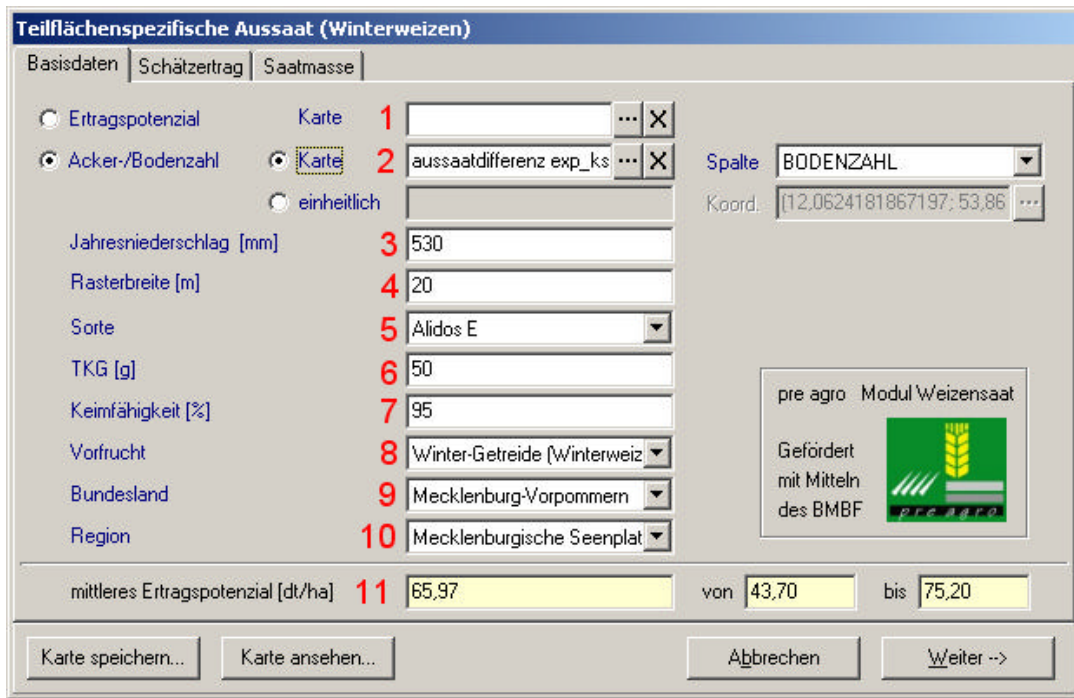 Teilflächenspezifische Aussaat (Winterweizen)
Basisdaten Schätzertrag Saatmasse
Ertragspotenzial Karte 1 ... X
Acker-/Bodenzahl Karte 2 aussaatdifferenz exp_ks ... X Spalte BODENZAHL
einheitlich Koord. [12,0624181867197; 53,86 ...
Jahresniederschlag [mm] 3 530
Rasterbreite [m] 4 20
Sorte 5 Alidos E
TKG [g] 6 50
Keimfähigkeit [%] 7 95
Vorfrucht 8 Winter-Getreide (Winterweiz
Bundesland 9 Mecklenburg-Vorpommern
Region 10 Mecklenburgische Seenplat
pre agro Modul Weizensaat
Gefördert
mit Mitteln
des BMBF
pre agro
mittleres Ertragspotenzial [dt/ha] 11 65,97 von 43,70 bis 75,20
Karte speichern... Karte ansehen... Abbrechen Weiter -->